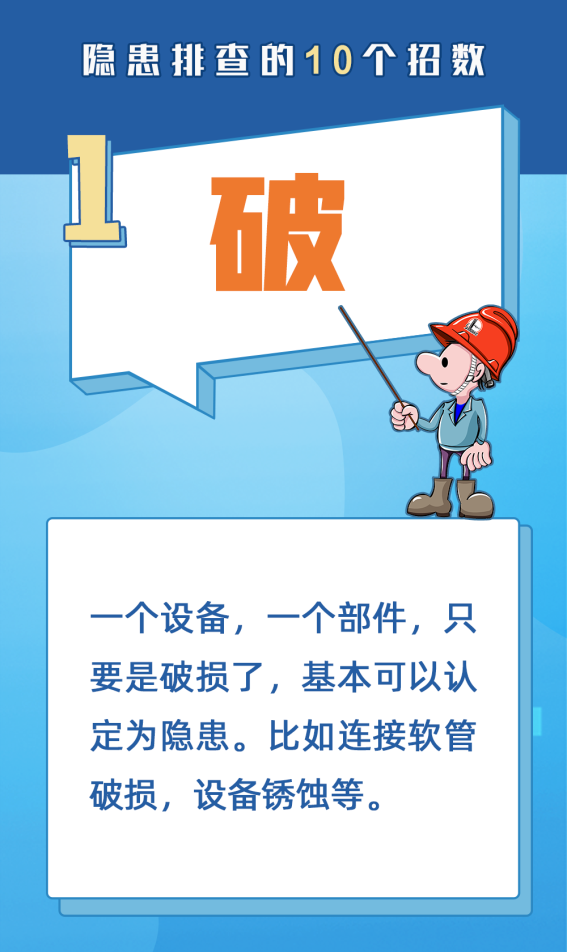 隐患排查的10个招数
1
破
一个设备，一个部件，只
要是破损了，基本可以认
定为隐患。比如连接软管
破损，设备锈蚀等。